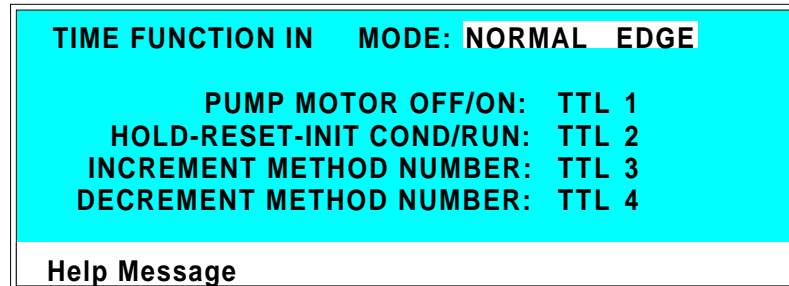 TIME FUNCTION IN MODE: NORMAL EDGE
PUMP MOTOR OFF/ON: TTL 1
HOLD-RESET-INIT COND/RUN: TTL 2
INCREMENT METHOD NUMBER: TTL 3
DECREMENT METHOD NUMBER: TTL 4
Help Message